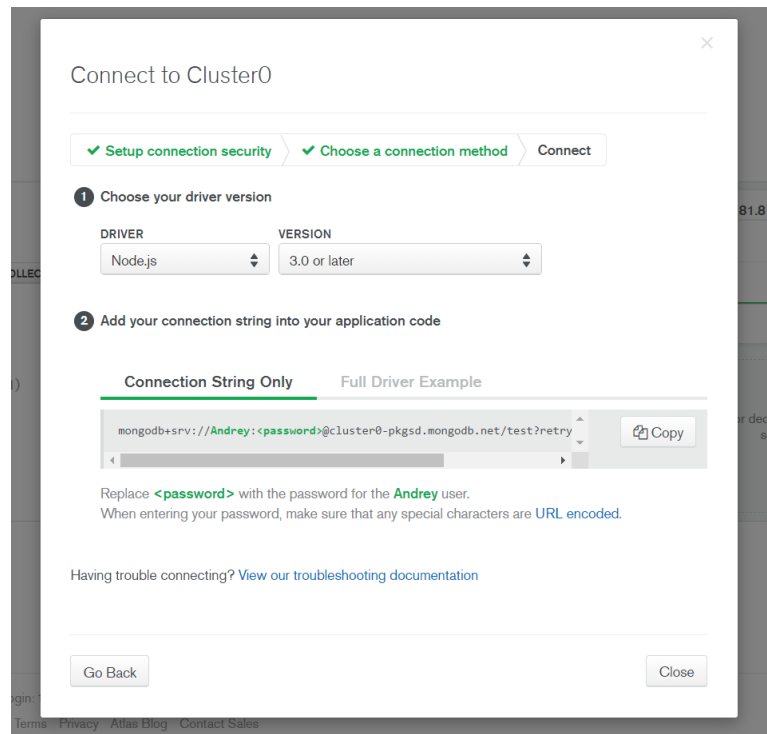 ×
Connect to Cluster0
✔ Setup connection security ✔ Choose a connection method Connect
1 Choose your driver version
81.8
DRIVER VERSION
Node.js 3.0 or later
OLLEC
2 Add your connection string into your application code
Connection String Only Full Driver Example
mongodb+srv://Andrey:<password>@cluster0-pkgsd.mongodb.net/test?retry Copy
Replace <password> with the password for the Andrey user.
When entering your password, make sure that any special characters are URL encoded.
Having trouble connecting? View our troubleshooting documentation
Go Back Close
Terms Privacy Atlas Blog Contact Sales